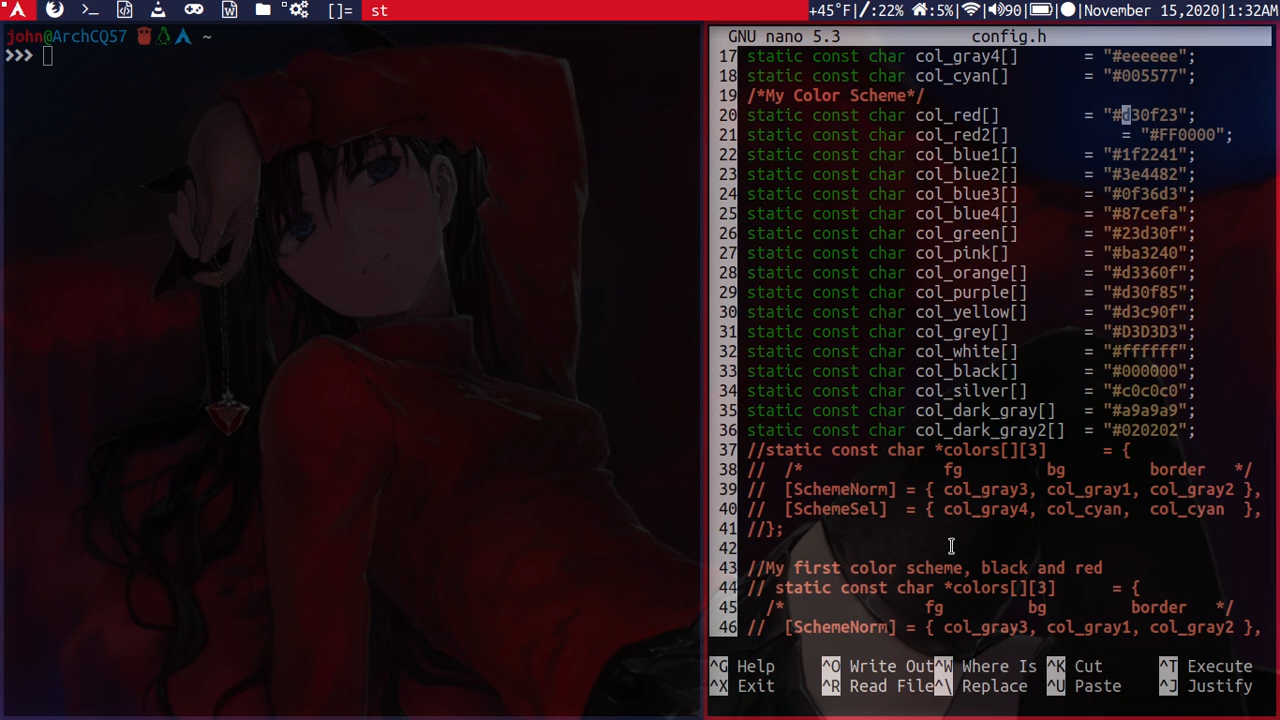 []= st +45°F|/:22% :5%| 90| | |November 15,2020|1:32AM
john@ArchCQ57 ~
>>>
GNU nano 5.3 config.h
17 static const char col_gray4[] = "#eeeeee";
18 static const char col_cyan[] = "#005577";
19 /*My Color Scheme*/
20 static const char col_red[] = "#d30f23";
21 static const char col_red2[] = "#FF0000";
22 static const char col_blue1[] = "#1f2241";
23 static const char col_blue2[] = "#3e4482";
24 static const char col_blue3[] = "#0f36d3";
25 static const char col_blue4[] = "#87cefa";
26 static const char col_green[] = "#23d30f";
27 static const char col_pink[] = "#ba3240";
28 static const char col_orange[] = "#d3360f";
29 static const char col_purple[] = "#d30f85";
30 static const char col_yellow[] = "#d3c90f";
31 static const char col_grey[] = "#D3D3D3";
32 static const char col_white[] = "#ffffff";
33 static const char col_black[] = "#000000";
34 static const char col_silver[] = "#c0c0c0";
35 static const char col_dark_gray[] = "#a9a9a9";
36 static const char col_dark_gray2[] = "#020202";
37 //static const char *colors[][3] = {
38 // /* fg bg border */
39 // [SchemeNorm] = { col_gray3, col_gray1, col_gray2 },
40 // [SchemeSel] = { col_gray4, col_cyan, col_cyan },
41 //};
42
43 //My first color scheme, black and red
44 // static const char *colors[][3] = {
45 /* fg bg border */
46 // [SchemeNorm] = { col_gray3, col_gray1, col_gray2 },
^G Help ^O Write Out ^W Where Is ^K Cut ^T Execute
^X Exit ^R Read File ^\ Replace ^U Paste ^J Justify